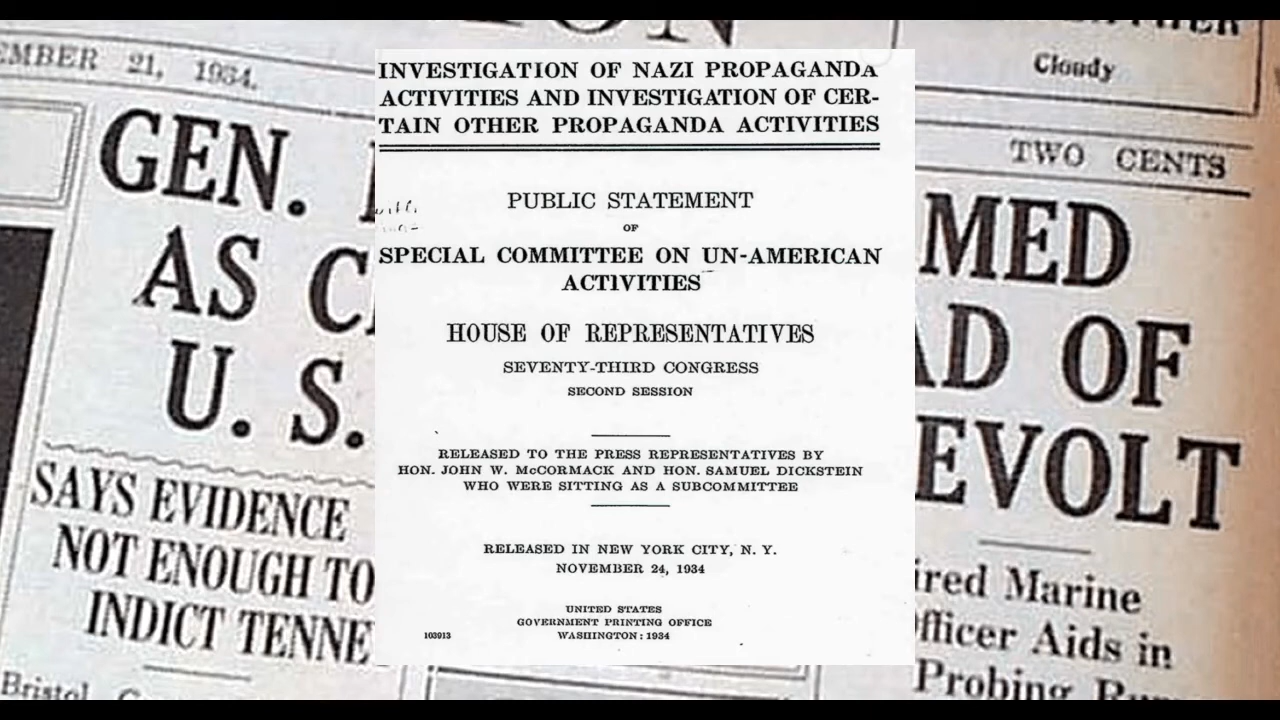 EMBER 21, 1934.
GEN.
AS C
U. S.
SAYS EVIDENCE
NOT ENOUGH TO
INDICT TENNE
Bristol
INVESTIGATION OF NAZI PROPAGANDA
ACTIVITIES AND INVESTIGATION OF CER-
TAIN OTHER PROPAGANDA ACTIVITIES
PUBLIC STATEMENT
OF
SPECIAL COMMITTEE ON UN-AMERICAN
ACTIVITIES
HOUSE OF REPRESENTATIVES
SEVENTY-THIRD CONGRESS
SECOND SESSION
RELEASED TO THE PRESS REPRESENTATIVES BY
HON. JOHN W. McCORMACK AND HON. SAMUEL DICKSTEIN
WHO WERE SITTING AS A SUBCOMMITTEE
RELEASED IN NEW YORK CITY, N. Y.
NOVEMBER 24, 1934
UNITED STATES
GOVERNMENT PRINTING OFFICE
103913 WASHINGTON : 1934
Cloudy
TWO CENTS
MED
AD OF
EVOLT
ired Marine
fficer Aids in
Probing